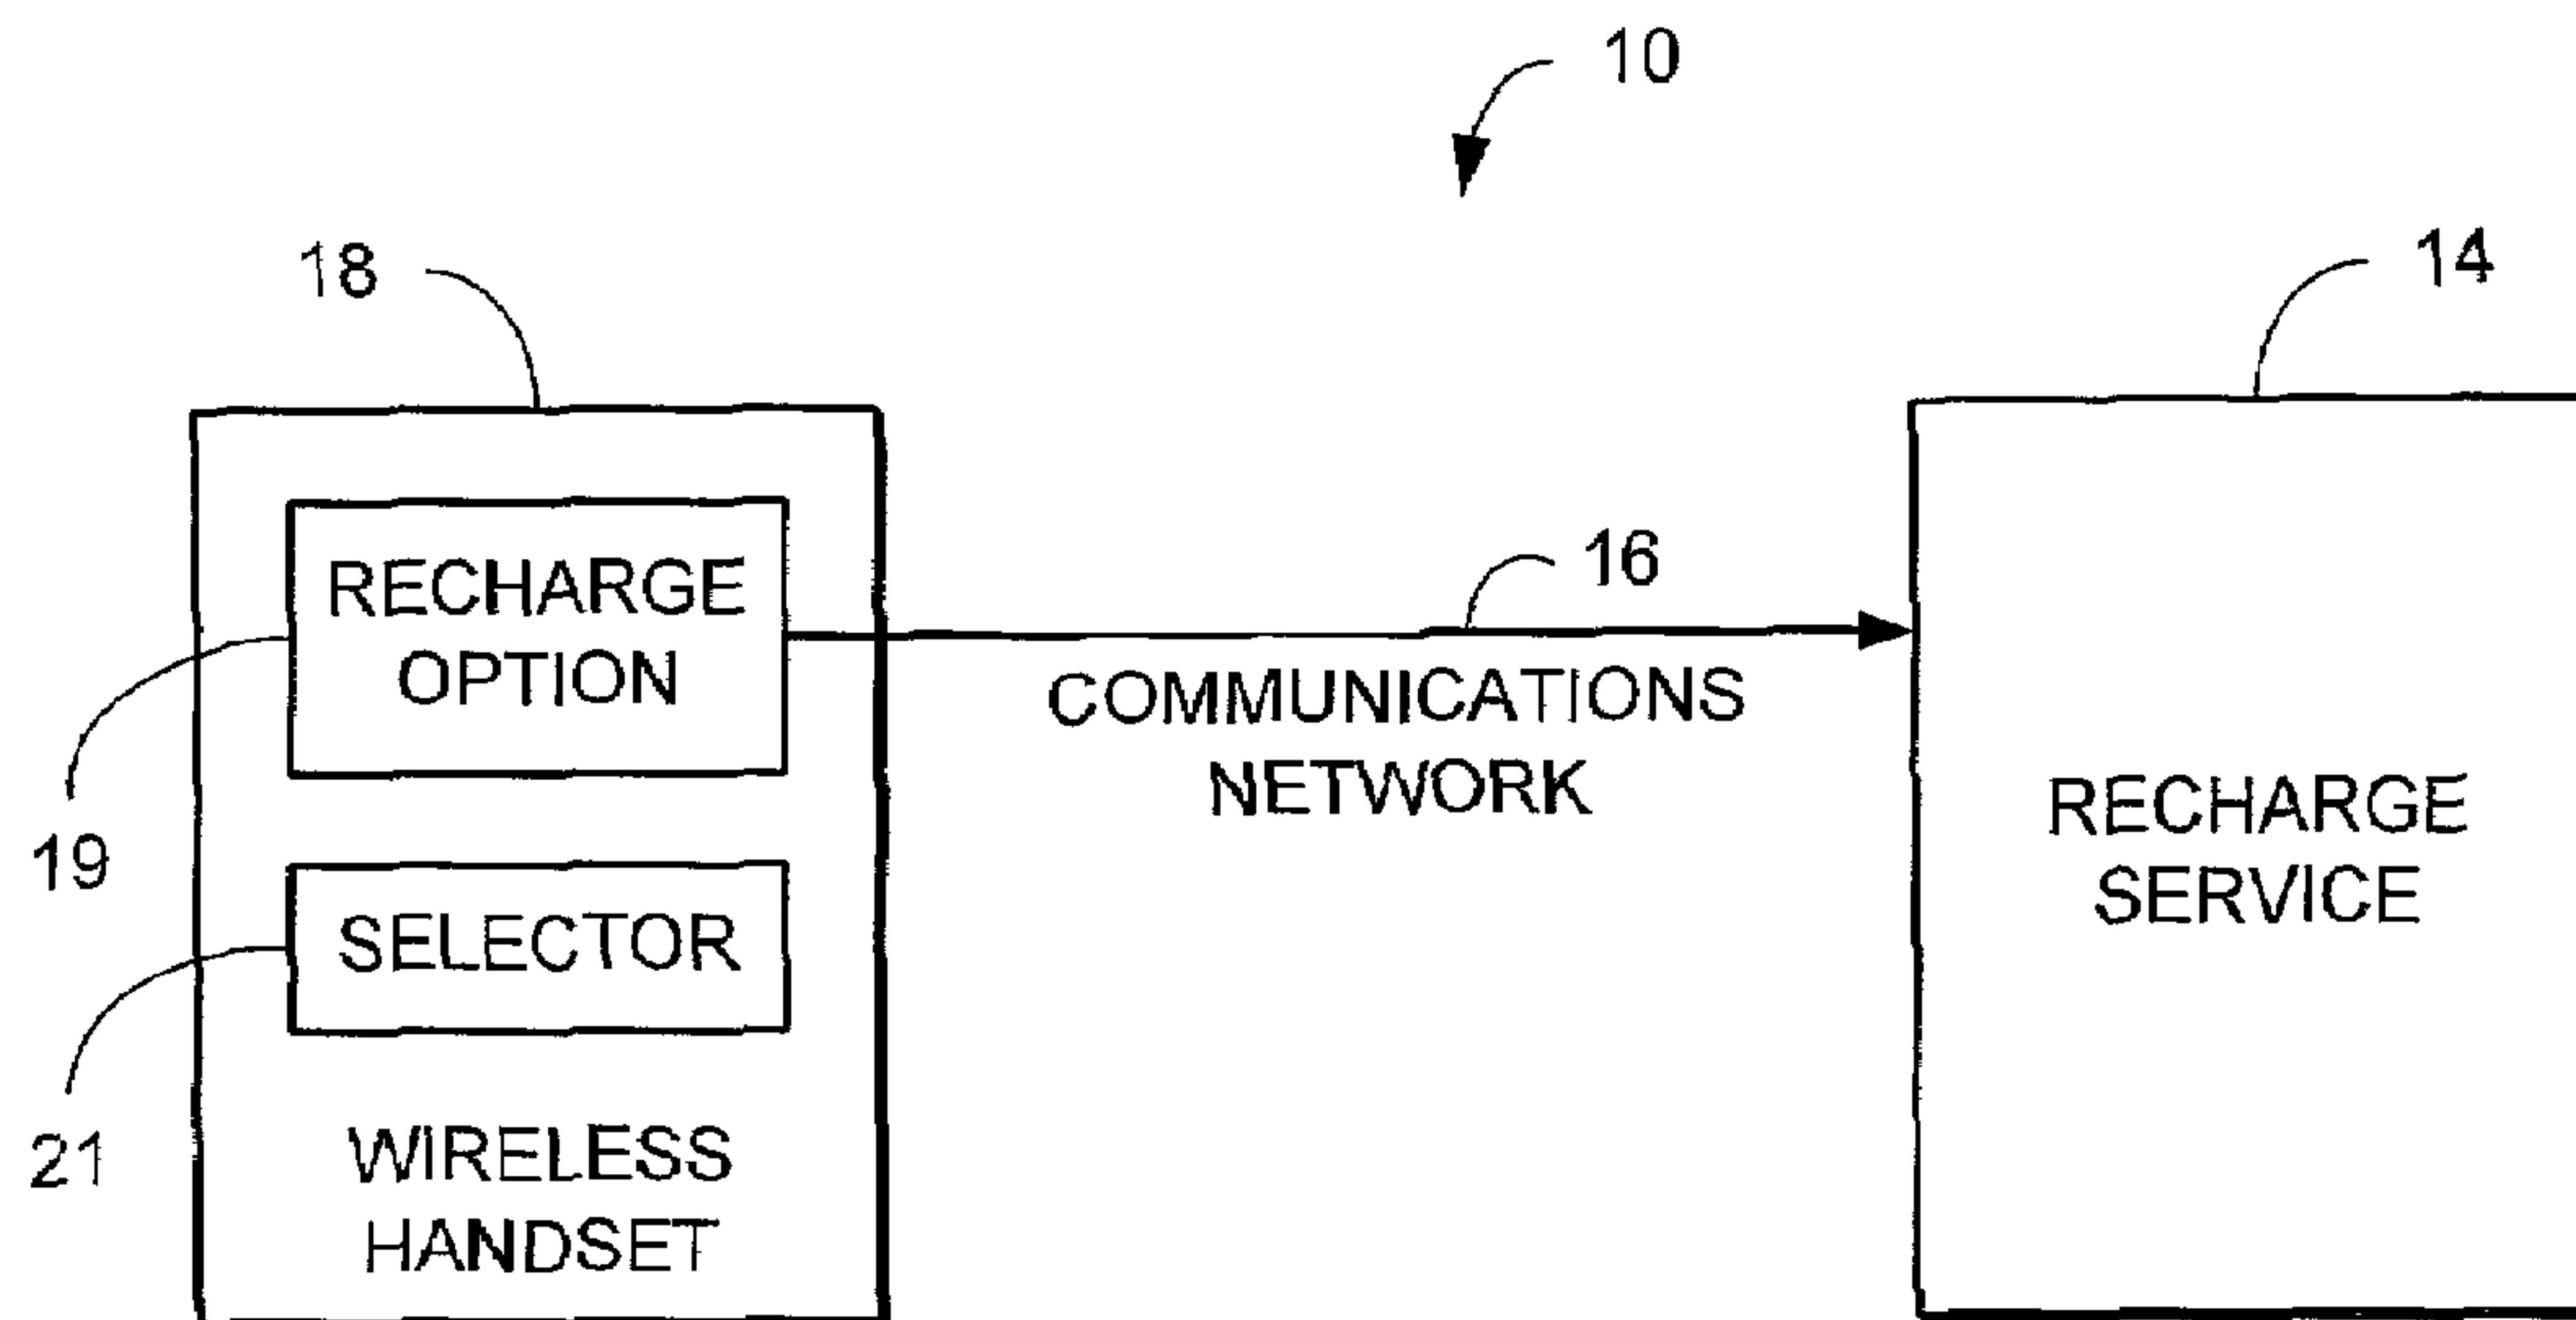 10
18
14
16
RECHARGE
OPTION
COMMUNICATIONS
NETWORK
19
SELECTOR
21
WIRELESS
HANDSET
RECHARGE
SERVICE